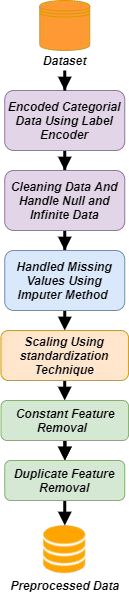 Dataset
Encoded Categorial
Data Using Label
Encoder
Cleaning Data And
Handle Null and
Infinite Data
Handled Missing
Values Using
Imputer Method
Scaling Using
standardization
Technique
Constant Feature
Removal
Duplicate Feature
Removal
Preprocessed Data